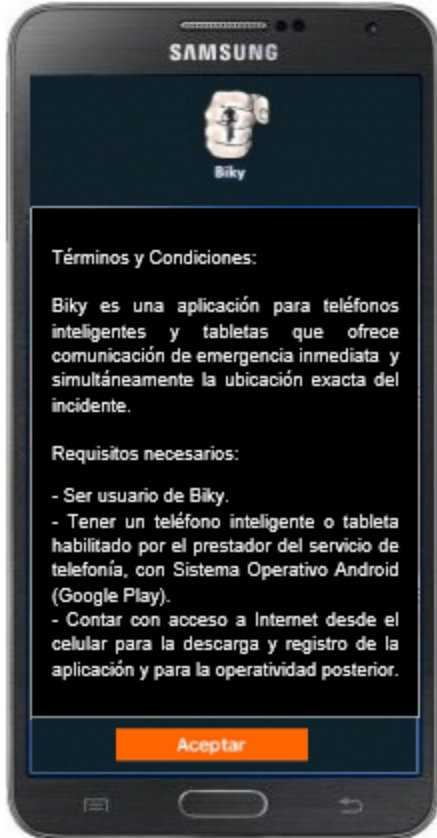 SAMSUNG
Biky
Términos y Condiciones:
Biky es una aplicación para teléfonos
inteligentes y tabletas que ofrece
comunicación de emergencia inmediata y
simultáneamente la ubicación exacta del
incidente.
Requisitos necesarios:
- Ser usuario de Biky.
- Tener un teléfono inteligente o tableta
habilitado por el prestador del servicio de
telefonía, con Sistema Operativo Android
(Google Play).
- Contar con acceso a Internet desde el
celular para la descarga y registro de la
aplicación y para la operatividad posterior.
Aceptar